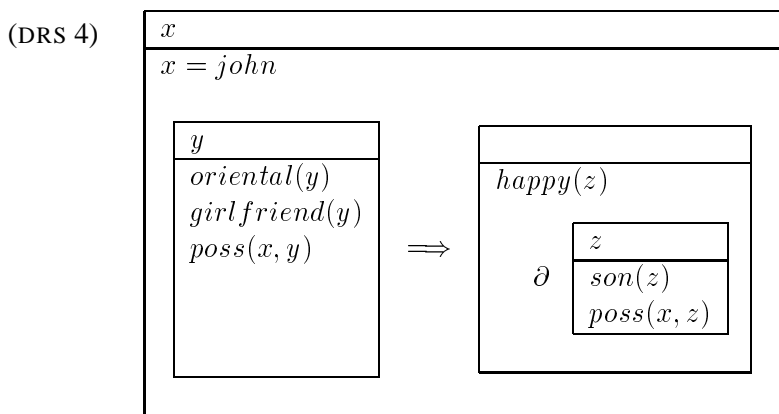 (DRS 4)
x
x = john
y
oriental(y)
girlfriend(y)
poss(x, y)
⟹
happy(z)
∂
z
son(z)
poss(x, z)